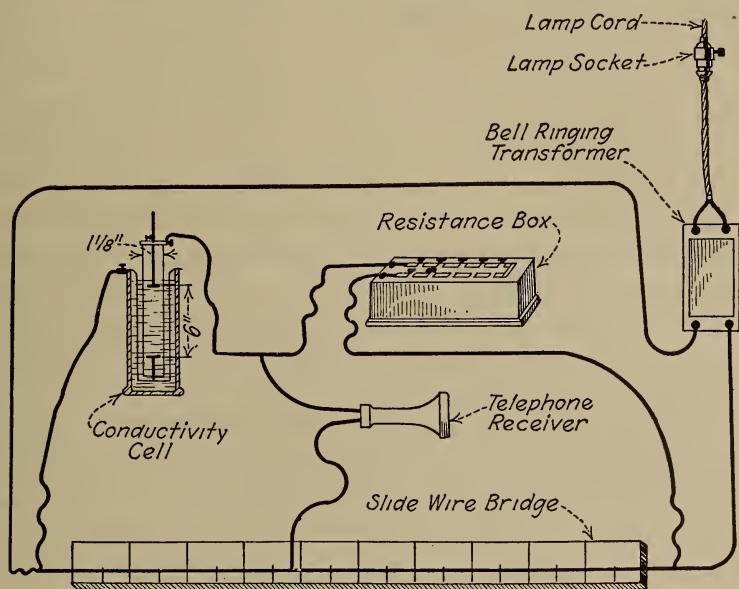 Lamp Cord
Lamp Socket
Bell Ringing
Transformer
1 1/8"
Resistance Box
9"
Conductivity
Cell
Telephone
Receiver
Slide Wire Bridge